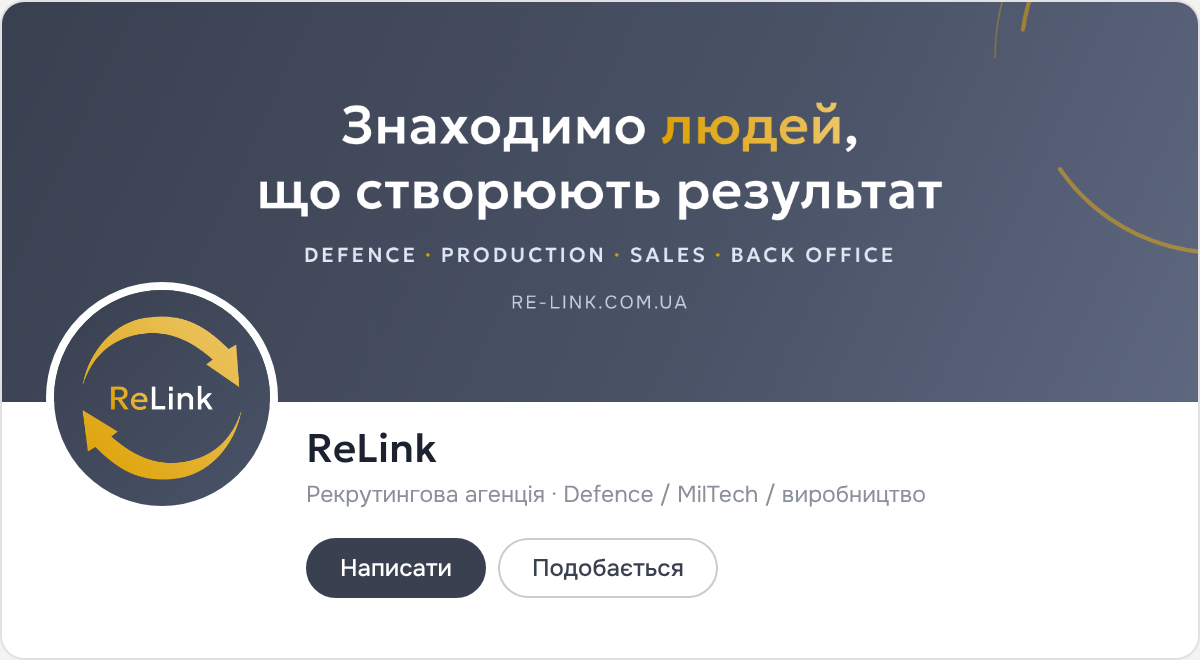 Знаходимо людей,
що створюють результат
DEFENCE · PRODUCTION · SALES · BACK OFFICE
RE-LINK.COM.UA
ReLink
ReLink
Рекрутингова агенція · Defence / MilTech / виробництво
Написати
Подобається